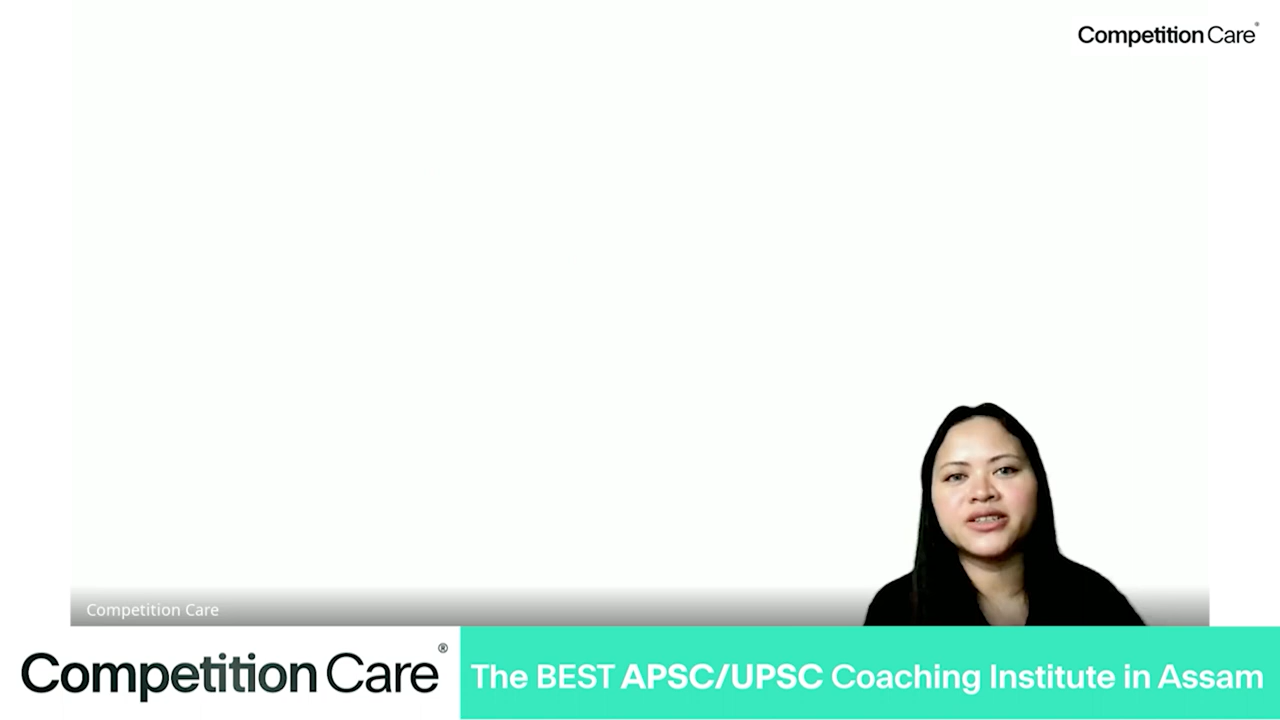 Competition Care®
Competition Care
Competition Care®
The BEST APSC/UPSC Coaching Institute in Assam